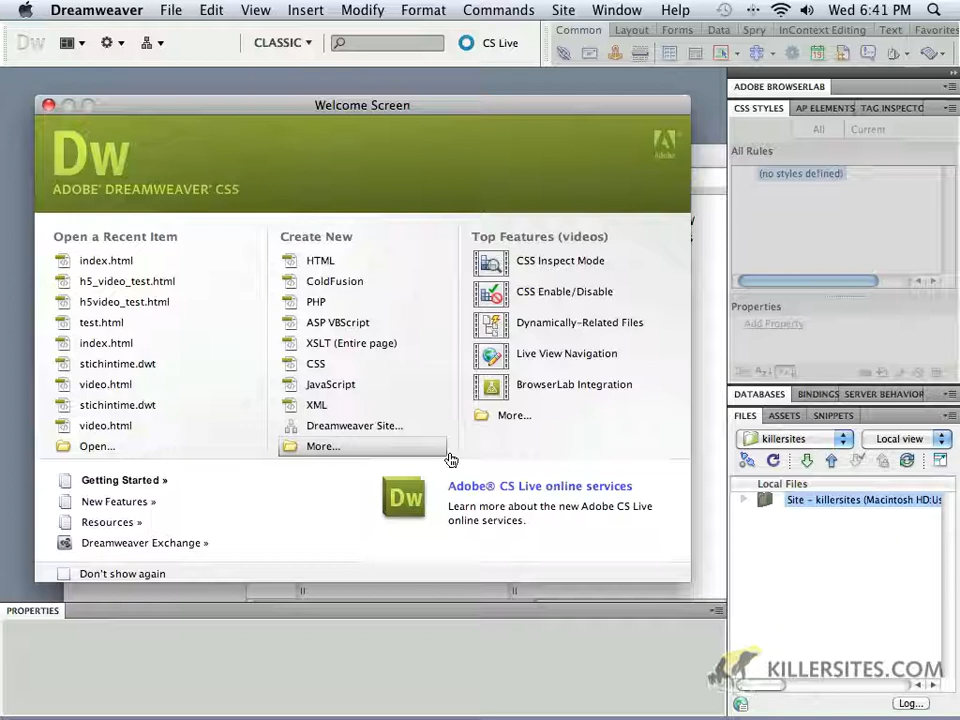 Dreamweaver File Edit View Insert Modify Format Commands Site Window Help Wed 6:41 PM
Dw CLASSIC CS Live
Common Layout Forms Data Spry InContext Editing Text Favorites
Welcome Screen
Dw
ADOBE® DREAMWEAVER® CS5
Adobe
Open a Recent Item
index.html
h5_video_test.html
h5video_test.html
test.html
index.html
stichintime.dwt
video.html
stichintime.dwt
video.html
Open...
Create New
HTML
ColdFusion
PHP
ASP VBScript
XSLT (Entire page)
CSS
JavaScript
XML
Dreamweaver Site...
More...
Top Features (videos)
CSS Inspect Mode
CSS Enable/Disable
Dynamically-Related Files
Live View Navigation
BrowserLab Integration
More...
Getting Started »
New Features »
Resources »
Dreamweaver Exchange »
Dw
Adobe® CS Live online services
Learn more about the new Adobe CS Live
online services.
Don't show again
PROPERTIES
ADOBE BROWSERLAB
CSS STYLES AP ELEMENTS TAG INSPECTO
All Current
All Rules
(no styles defined)
Properties
Add Property
DATABASES BINDINGS SERVER BEHAVIOR
FILES ASSETS SNIPPETS
killersites Local view
Local Files
Site - killersites (Macintosh HD:Us
KILLERSITES.COM
Log...